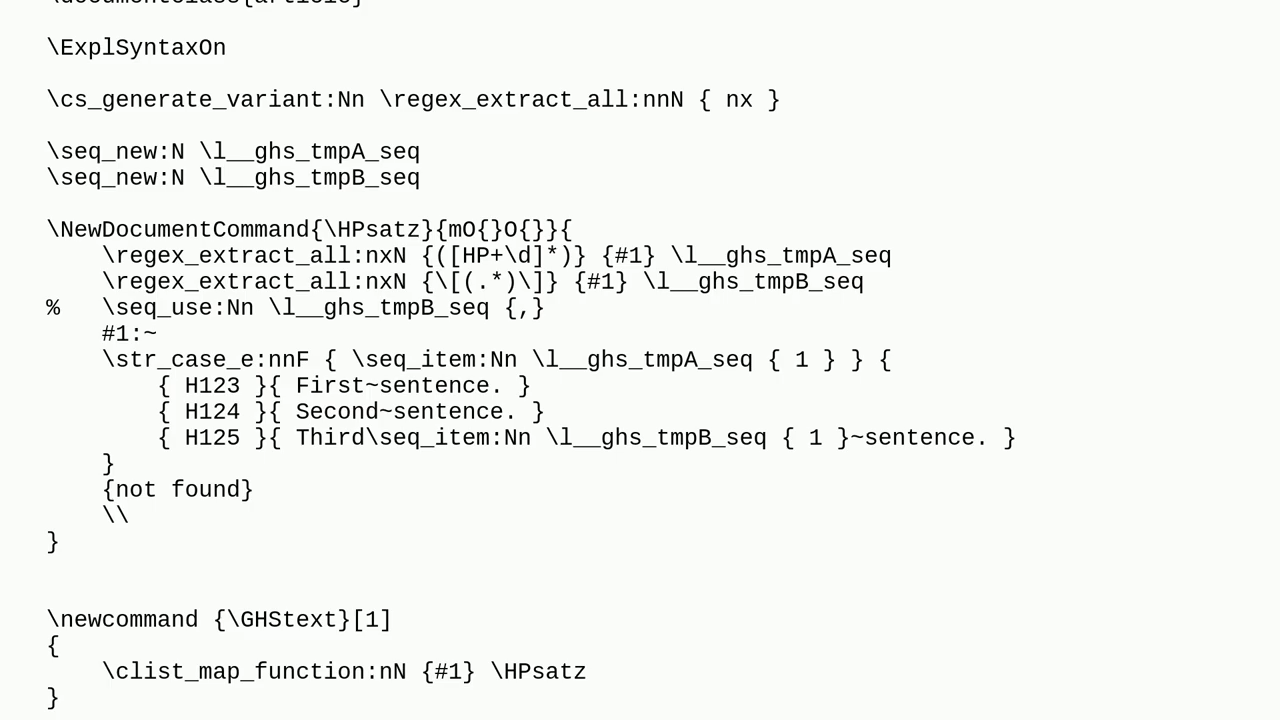 \documentclass{article}
\ExplSyntaxOn
\cs_generate_variant:Nn \regex_extract_all:nnN { nx }
\seq_new:N \l__ghs_tmpA_seq
\seq_new:N \l__ghs_tmpB_seq
\NewDocumentCommand{\HPsatz}{mO{}O{}}{
    \regex_extract_all:nxN {([HP+\d]*)} {#1} \l__ghs_tmpA_seq
    \regex_extract_all:nxN {\[(.*)\]} {#1} \l__ghs_tmpB_seq
%   \seq_use:Nn \l__ghs_tmpB_seq {,}
    #1:~
    \str_case_e:nnF { \seq_item:Nn \l__ghs_tmpA_seq { 1 } } {
        { H123 }{ First~sentence. }
        { H124 }{ Second~sentence. }
        { H125 }{ Third\seq_item:Nn \l__ghs_tmpB_seq { 1 }~sentence. }
    }
    {not found}
    \\
}
\newcommand {\GHStext}[1]
{
    \clist_map_function:nN {#1} \HPsatz
}